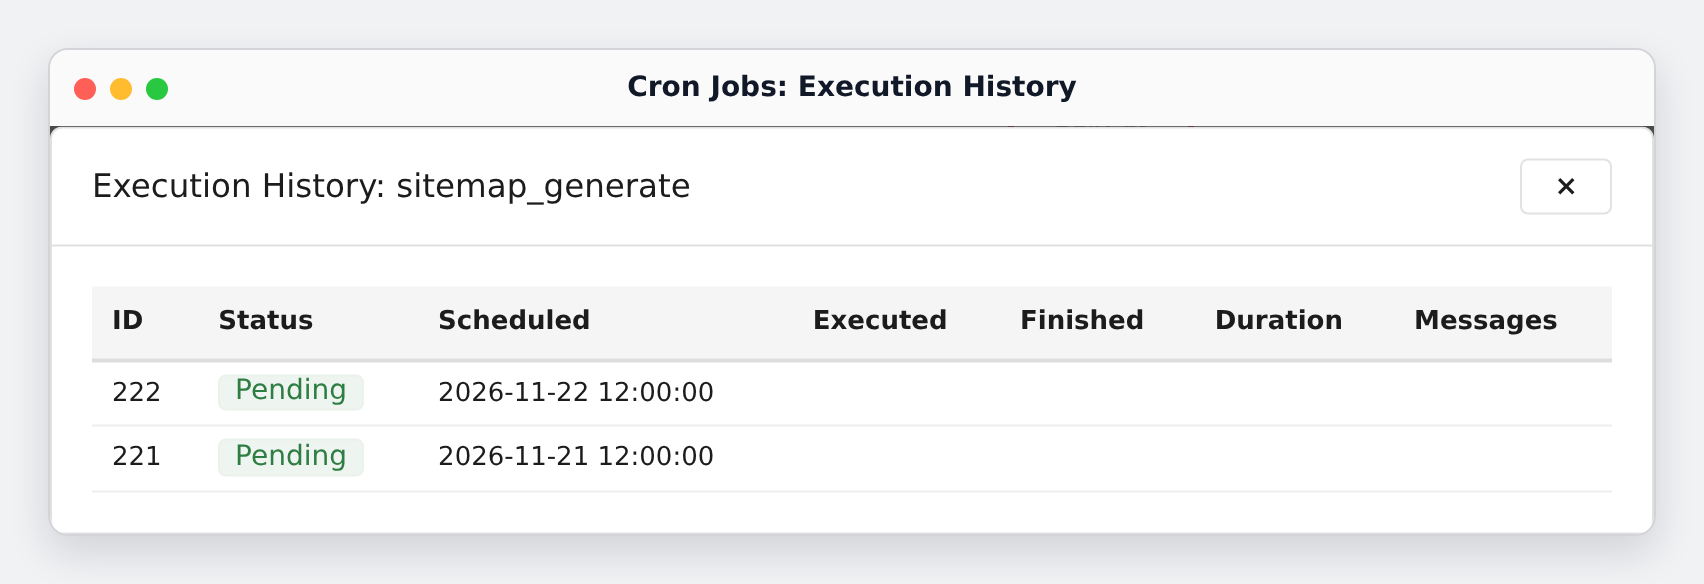 Cron Jobs: Execution History
Execution History: sitemap_generate
×
ID Status Scheduled Executed Finished Duration Messages
222 Pending 2026-11-22 12:00:00
221 Pending 2026-11-21 12:00:00